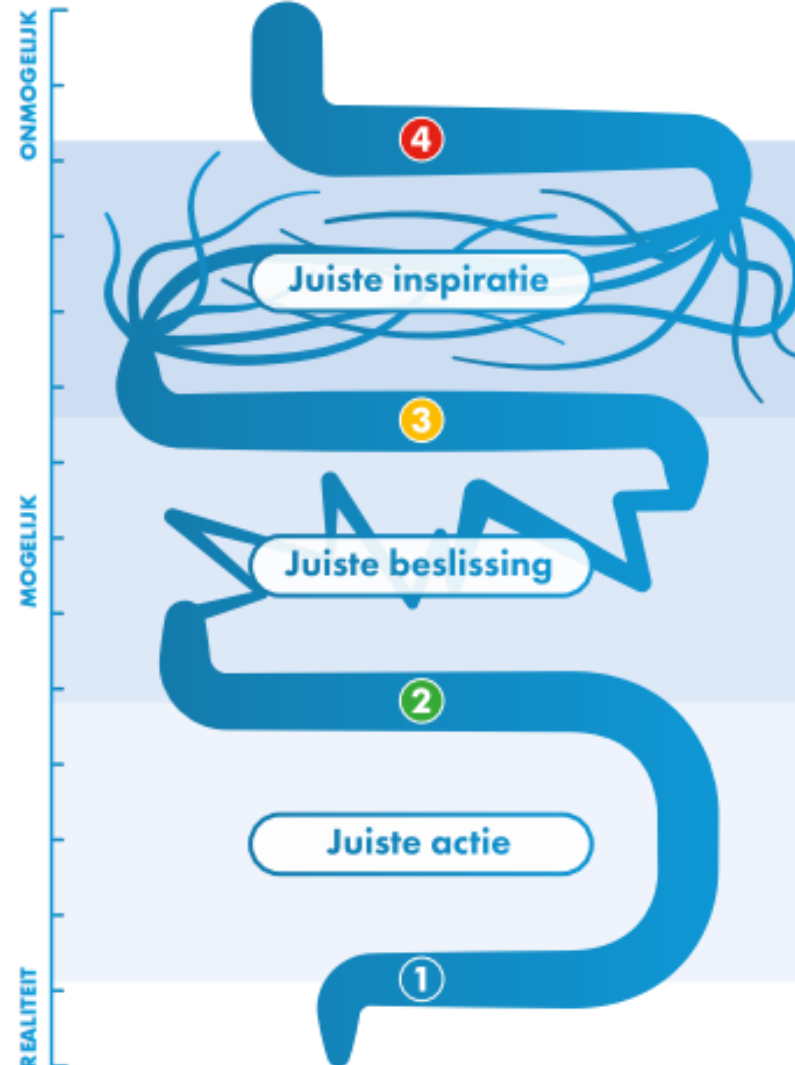 ONMOGELIJK
4
Juiste inspiratie
3
MOGELIJK
Juiste beslissing
2
Juiste actie
1
REALITEIT